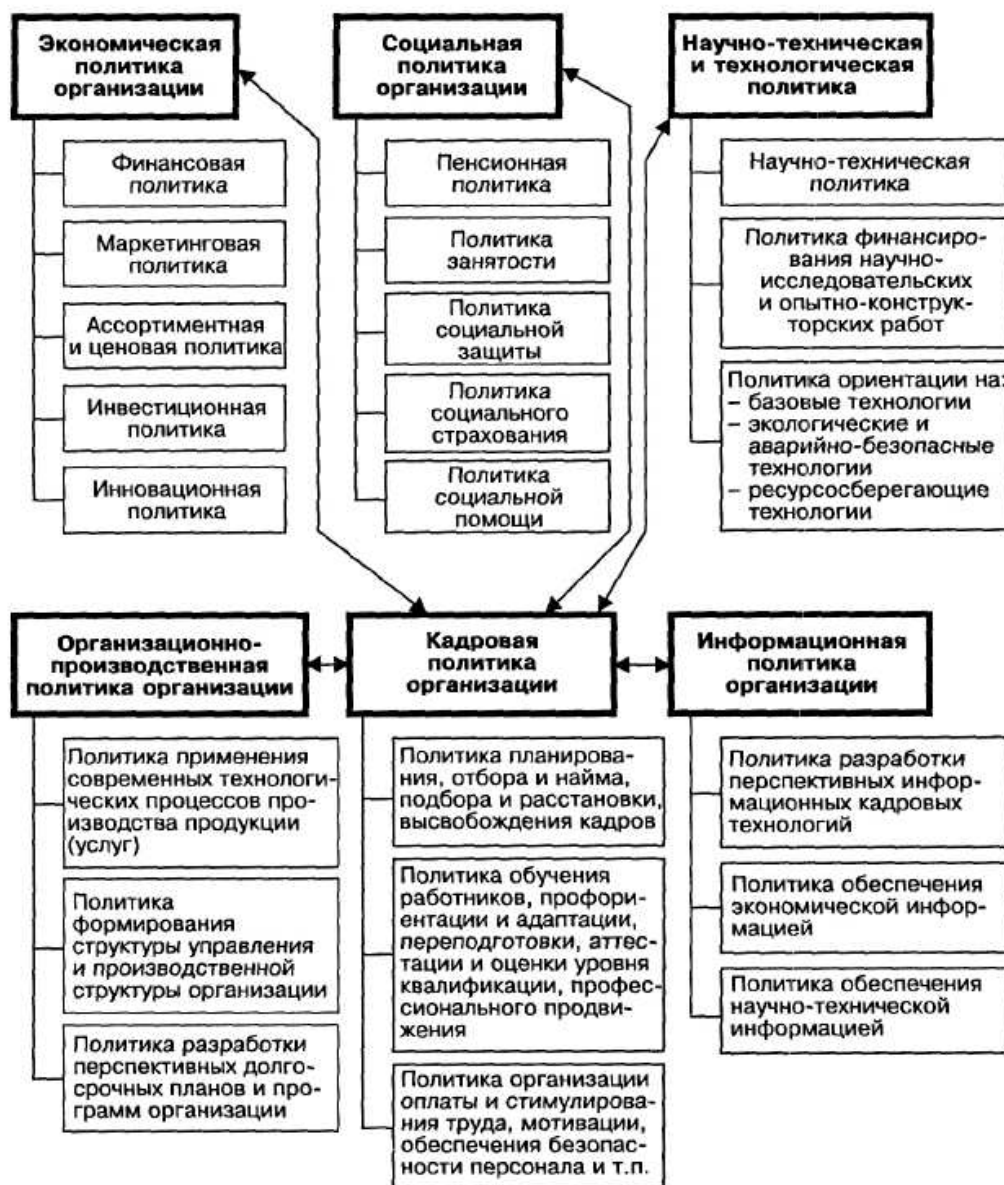 Экономическая
политика
организации
Финансовая
политика
Маркетинговая
политика
Ассортиментная
и ценовая политика
Инвестиционная
политика
Инновационная
политика
Социальная
политика
организации
Пенсионная
политика
Политика
занятости
Политика
социальной
защиты
Политика
социального
страхования
Политика
социальной
помощи
Научно-техническая
и технологическая
политика
Научно-техническая
политика
Политика финансиро-
вания научно-
исследовательских
и опытно-конструк-
торских работ
Политика ориентации на:
– базовые технологии
– экологические и
аварийно-безопасные
технологии
– ресурсосберегающие
технологии
Организационно-
производственная
политика организации
Политика применения
современных технологи-
ческих процессов про-
изводства продукции
(услуг)
Политика
формирования
структуры управления
и производственной
структуры организации
Политика разработки
перспективных долго-
срочных планов и про-
грамм организации
Кадровая
политика
организации
Политика планирова-
ния, отбора и найма,
подбора и расстановки,
высвобождения кадров
Политика обучения
работников, профори-
ентации и адаптации,
переподготовки, аттес-
тации и оценки уровня
квалификации, профес-
сионального продви-
жения
Политика организации
оплаты и стимулирова-
ния труда, мотивации,
обеспечения безопас-
ности персонала и т.п.
Информационная
политика
организации
Политика разработки
перспективных инфор-
мационных кадровых
технологий
Политика обеспечения
экономической инфор-
мацией
Политика обеспечения
научно-технической
информацией